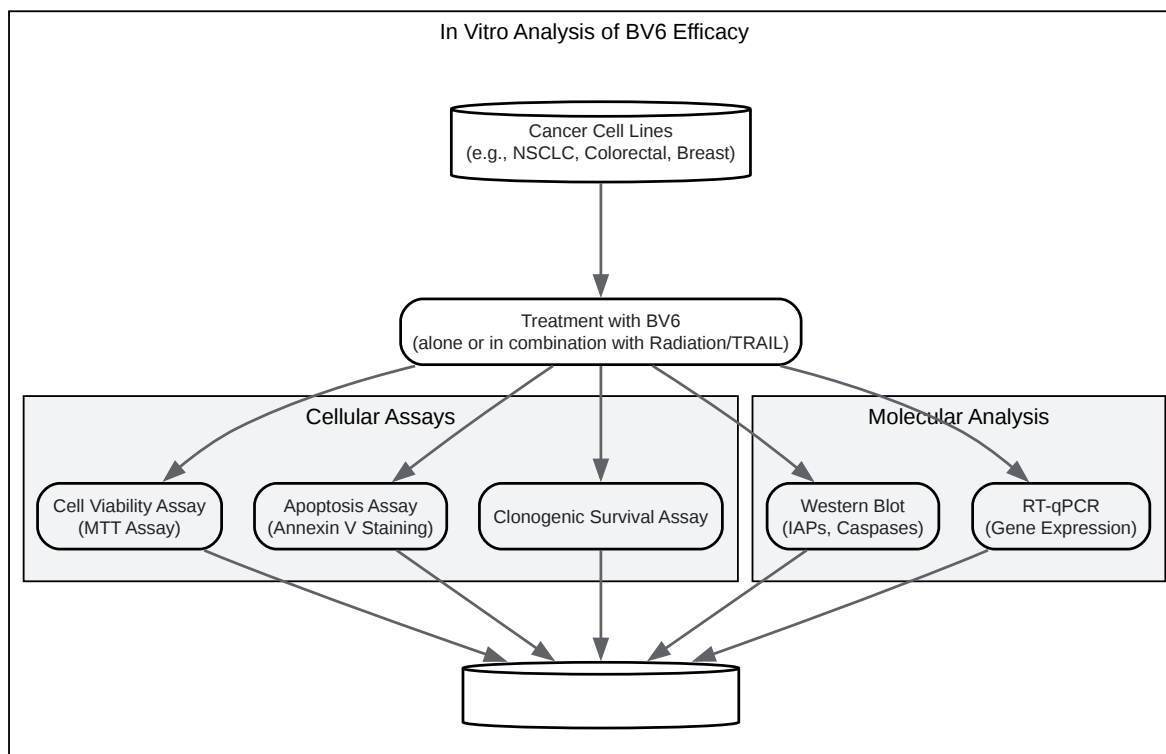 In Vitro Analysis of BV6 Efficacy
Cancer Cell Lines
(e.g., NSCLC, Colorectal, Breast)
Treatment with BV6
(alone or in combination with Radiation/TRAIL)
Cellular Assays
Molecular Analysis
Cell Viability Assay
(MTT Assay)
Apoptosis Assay
(Annexin V Staining)
Clonogenic Survival Assay
Western Blot
(IAPs, Caspases)
RT-qPCR
(Gene Expression)